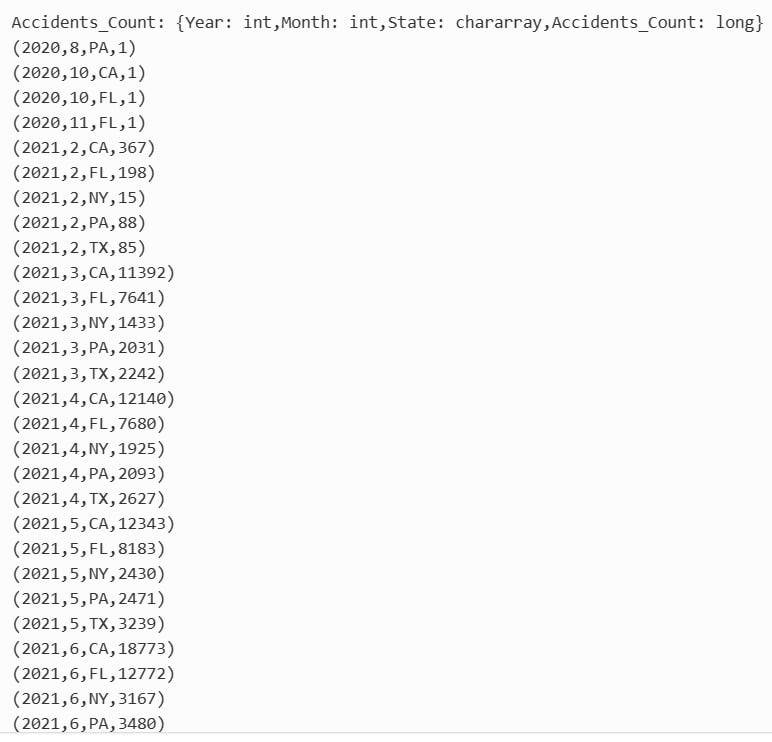 Accidents_Count: {Year: int,Month: int,State: chararray,Accidents_Count: long}
(2020,8,PA,1)
(2020,10,CA,1)
(2020,10,FL,1)
(2020,11,FL,1)
(2021,2,CA,367)
(2021,2,FL,198)
(2021,2,NY,15)
(2021,2,PA,88)
(2021,2,TX,85)
(2021,3,CA,11392)
(2021,3,FL,7641)
(2021,3,NY,1433)
(2021,3,PA,2031)
(2021,3,TX,2242)
(2021,4,CA,12140)
(2021,4,FL,7680)
(2021,4,NY,1925)
(2021,4,PA,2093)
(2021,4,TX,2627)
(2021,5,CA,12343)
(2021,5,FL,8183)
(2021,5,NY,2430)
(2021,5,PA,2471)
(2021,5,TX,3239)
(2021,6,CA,18773)
(2021,6,FL,12772)
(2021,6,NY,3167)
(2021,6,PA,3480)